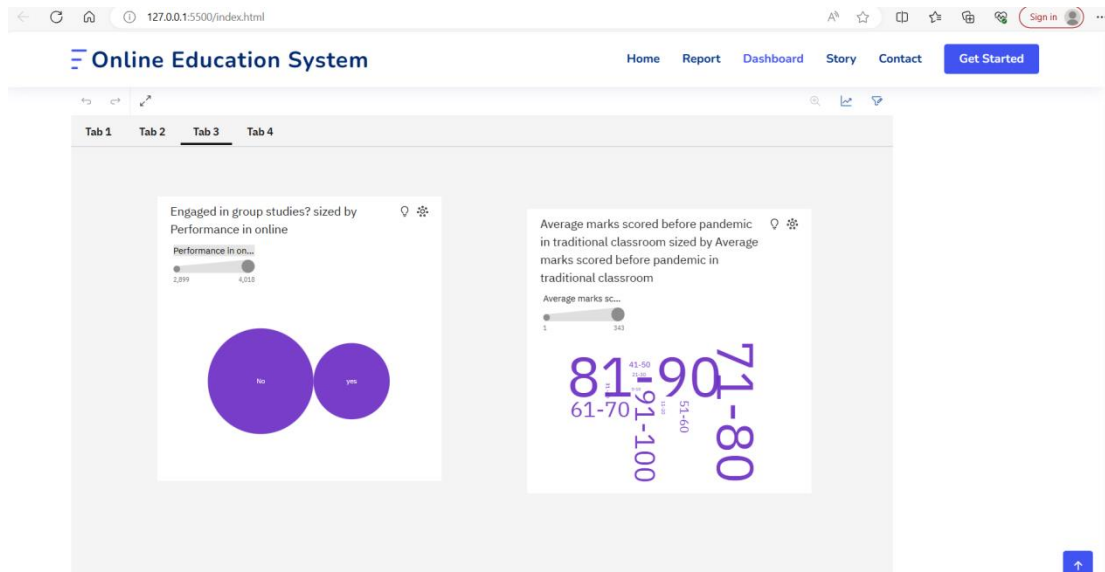 127.0.0.1:5500/index.html
Sign in
Online Education System
Home Report Dashboard Story Contact Get Started
Tab 1 Tab 2 Tab 3 Tab 4
Engaged in group studies? sized by
Performance in online
Performance in on...
2,899 4,018
No
yes
Average marks scored before pandemic
in traditional classroom sized by Average
marks scored before pandemic in
traditional classroom
Average marks sc...
1 343
81-90
41-50
71-80
61-70
91-100
51-60